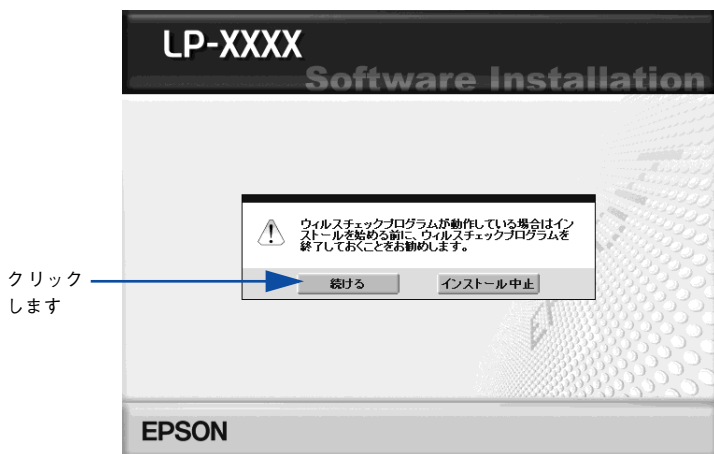 LP-XXXX
Software Installation
ウィルスチェックプログラムが動作している場合はイン
ストールを始める前に、ウィルスチェックプログラムを
終了しておくことをお勧めします。
クリック
します
続ける
インストール中止
EPSON